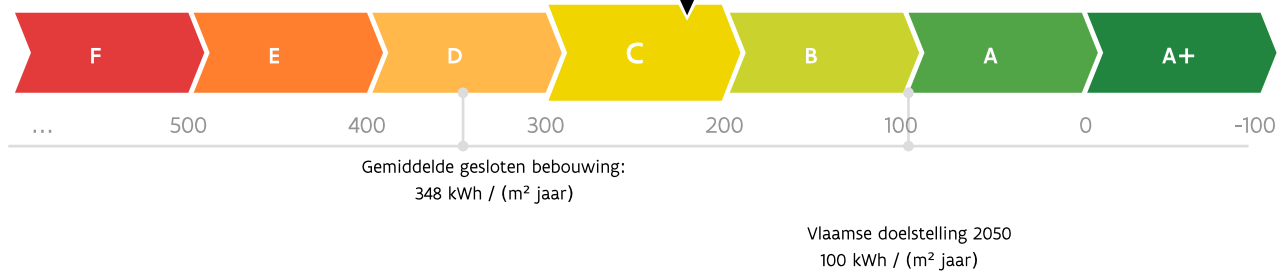 F E D C B A A+
... 500 400 300 200 100 0 -100
Gemiddelde gesloten bebouwing:
348 kWh / (m² jaar)
Vlaamse doelstelling 2050
100 kWh / (m² jaar)